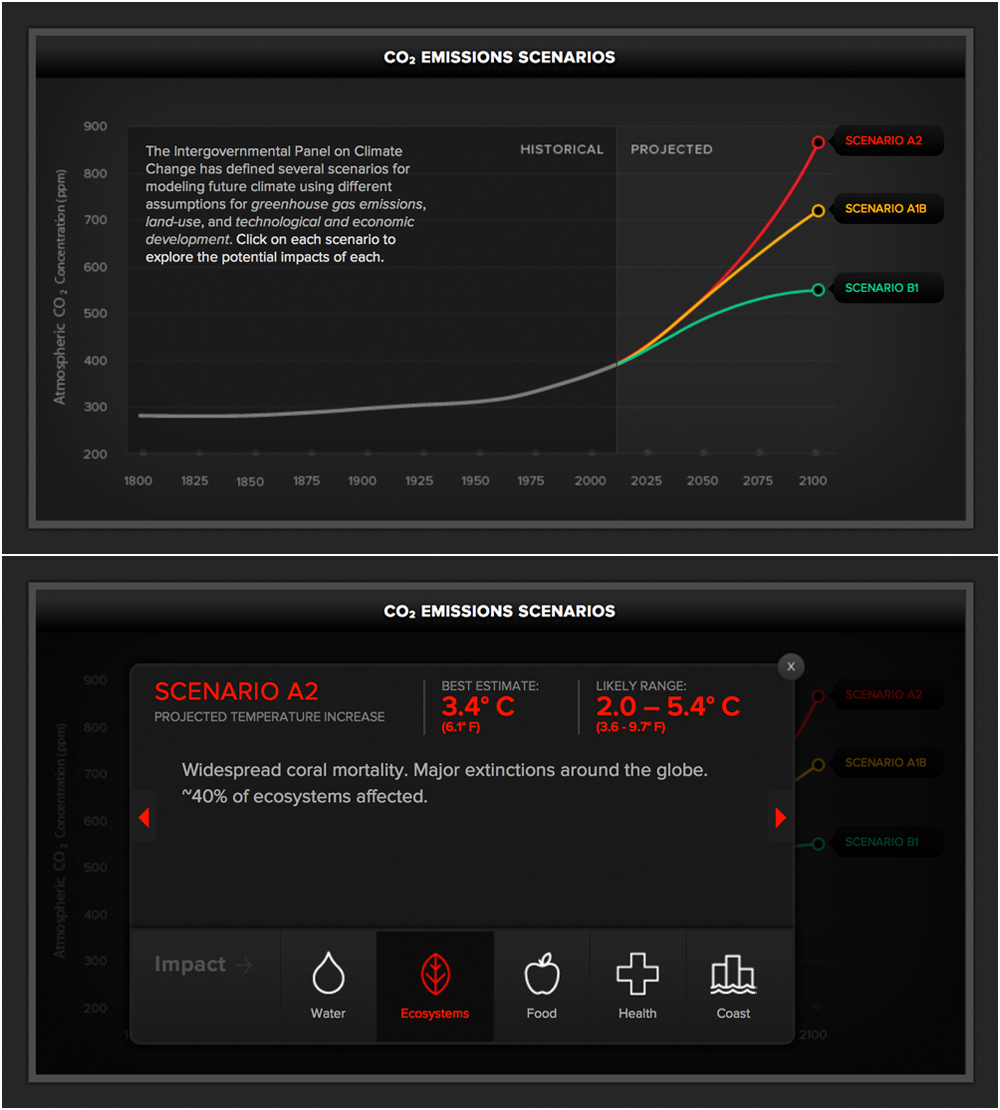 CO₂ EMISSIONS SCENARIOS
900
800
700
600
500
400
300
200
Atmospheric CO₂ Concentration (ppm)
The Intergovernmental Panel on Climate
Change has defined several scenarios for
modeling future climate using different
assumptions for greenhouse gas emissions,
land-use, and technological and economic
development. Click on each scenario to
explore the potential impacts of each.
HISTORICAL
PROJECTED
SCENARIO A2
SCENARIO A1B
SCENARIO B1
1800 1825 1850 1875 1900 1925 1950 1975 2000 2025 2050 2075 2100
CO₂ EMISSIONS SCENARIOS
900
800
700
600
500
400
300
200
Atmospheric CO₂ Concentration (ppm)
X
SCENARIO A2
PROJECTED TEMPERATURE INCREASE
BEST ESTIMATE:
3.4° C
(6.1° F)
LIKELY RANGE:
2.0 – 5.4° C
(3.6 - 9.7° F)
Widespread coral mortality. Major extinctions around the globe.
~40% of ecosystems affected.
Impact →
Water
Ecosystems
Food
Health
Coast
SCENARIO A2
SCENARIO A1B
SCENARIO B1
2100